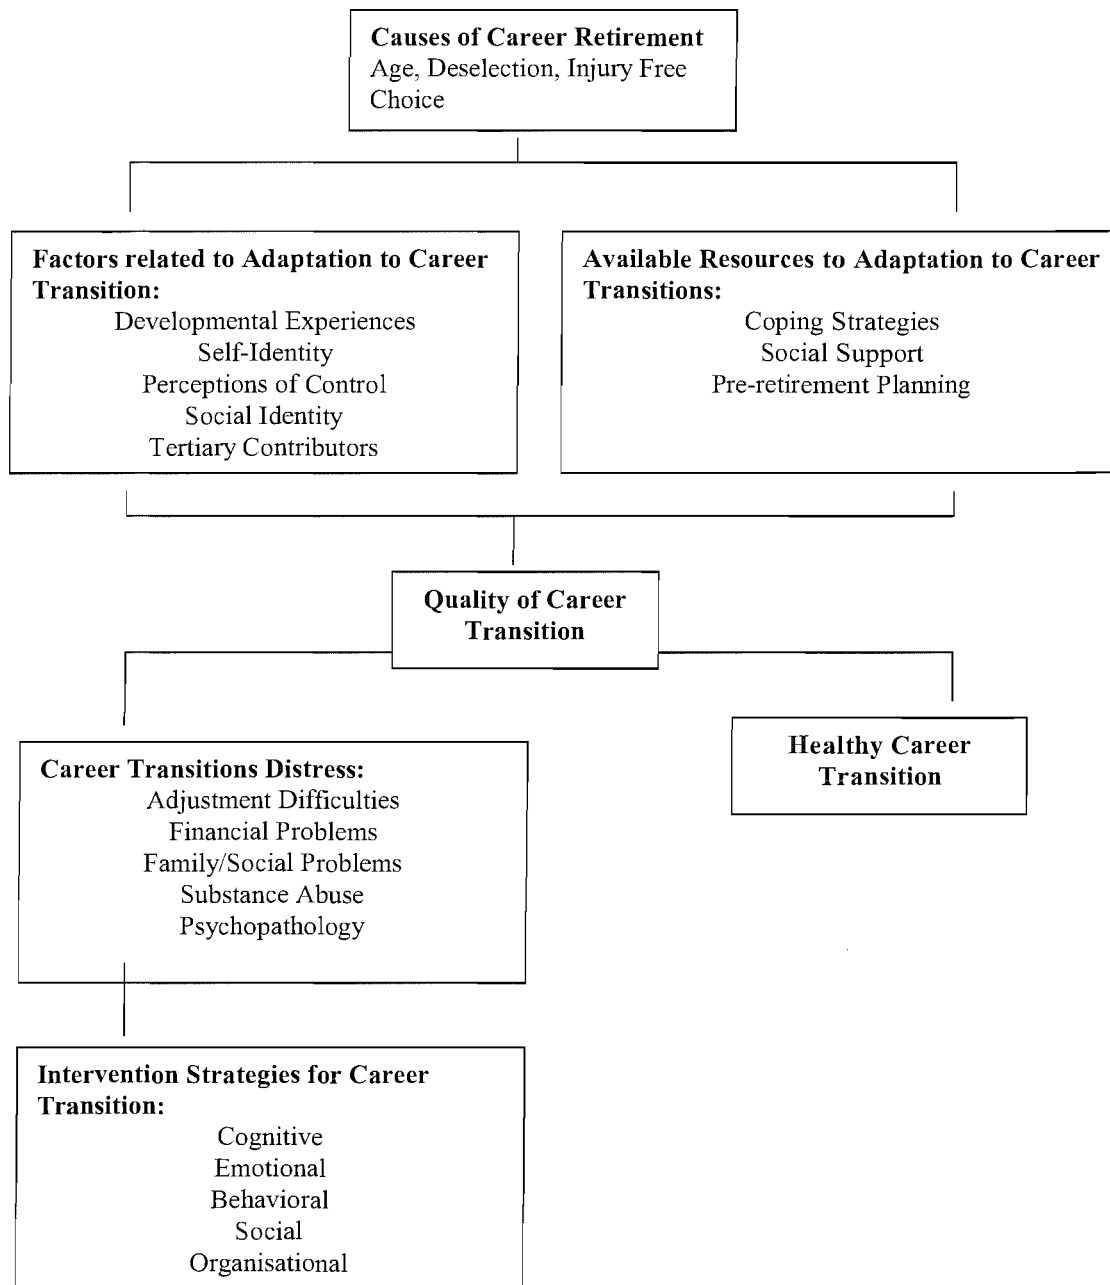 Causes of Career Retirement
Age, Deselection, Injury Free
Choice
Factors related to Adaptation to Career
Transition:
Developmental Experiences
Self-Identity
Perceptions of Control
Social Identity
Tertiary Contributors
Available Resources to Adaptation to Career
Transitions:
Coping Strategies
Social Support
Pre-retirement Planning
Quality of Career
Transition
Career Transitions Distress:
Adjustment Difficulties
Financial Problems
Family/Social Problems
Substance Abuse
Psychopathology
Healthy Career
Transition
Intervention Strategies for Career
Transition:
Cognitive
Emotional
Behavioral
Social
Organisational